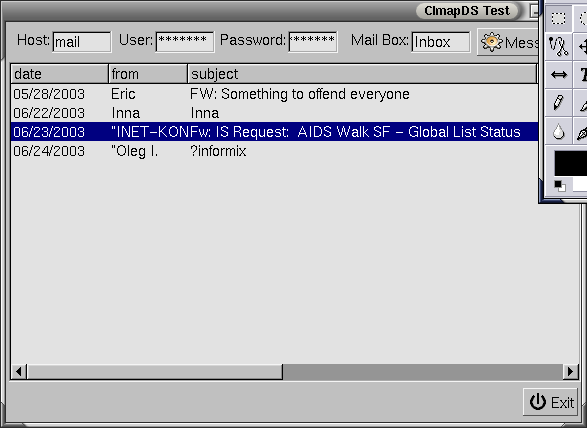 CImapDS Test
Host: mail User: ******* Password: ******* Mail Box: Inbox Mess
date from subject
05/28/2003 Eric FW: Something to offend everyone
06/22/2003 Inna Inna
06/23/2003 "INET-KON Fw: IS Request: AIDS Walk SF - Global List Status
06/24/2003 "Oleg I. ?informix
Exit